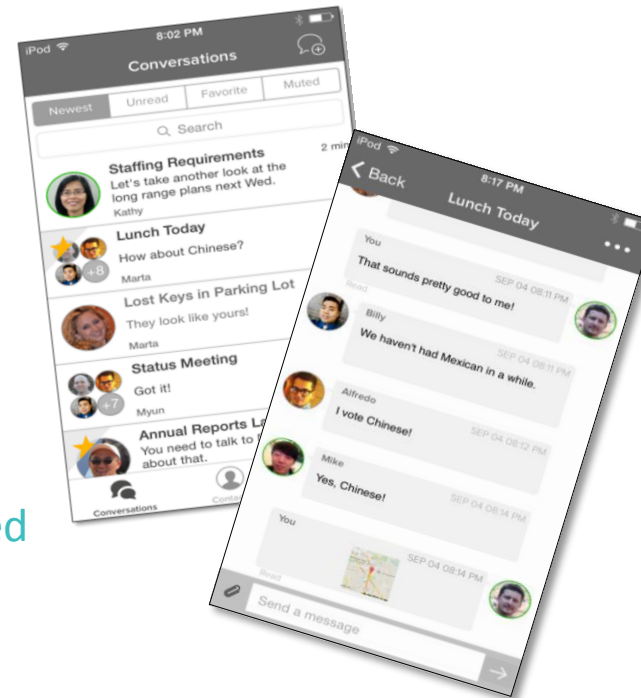 iPod
8:02 PM
Conversations
Newest
Unread
Favorite
Muted
Search
Staffing Requirements
2 min
Let's take another look at the
long range plans next Wed.
Kathy
Lunch Today
How about Chinese?
+8
Marta
Lost Keys in Parking Lot
They look like yours!
Marta
Status Meeting
Got it!
+7
Myun
Annual Reports
You need to talk to
about that.
Conversations
ed
iPod
8:17 PM
Back
Lunch Today
You
SEP 04 08:11 PM
That sounds pretty good to me!
Read
Billy
SEP 04 08:11 PM
We haven't had Mexican in a while.
Alfredo
SEP 04 08:12 PM
I vote Chinese!
Mike
SEP 04 08:14 PM
Yes, Chinese!
You
SEP 04 08:14 PM
Read
Send a message